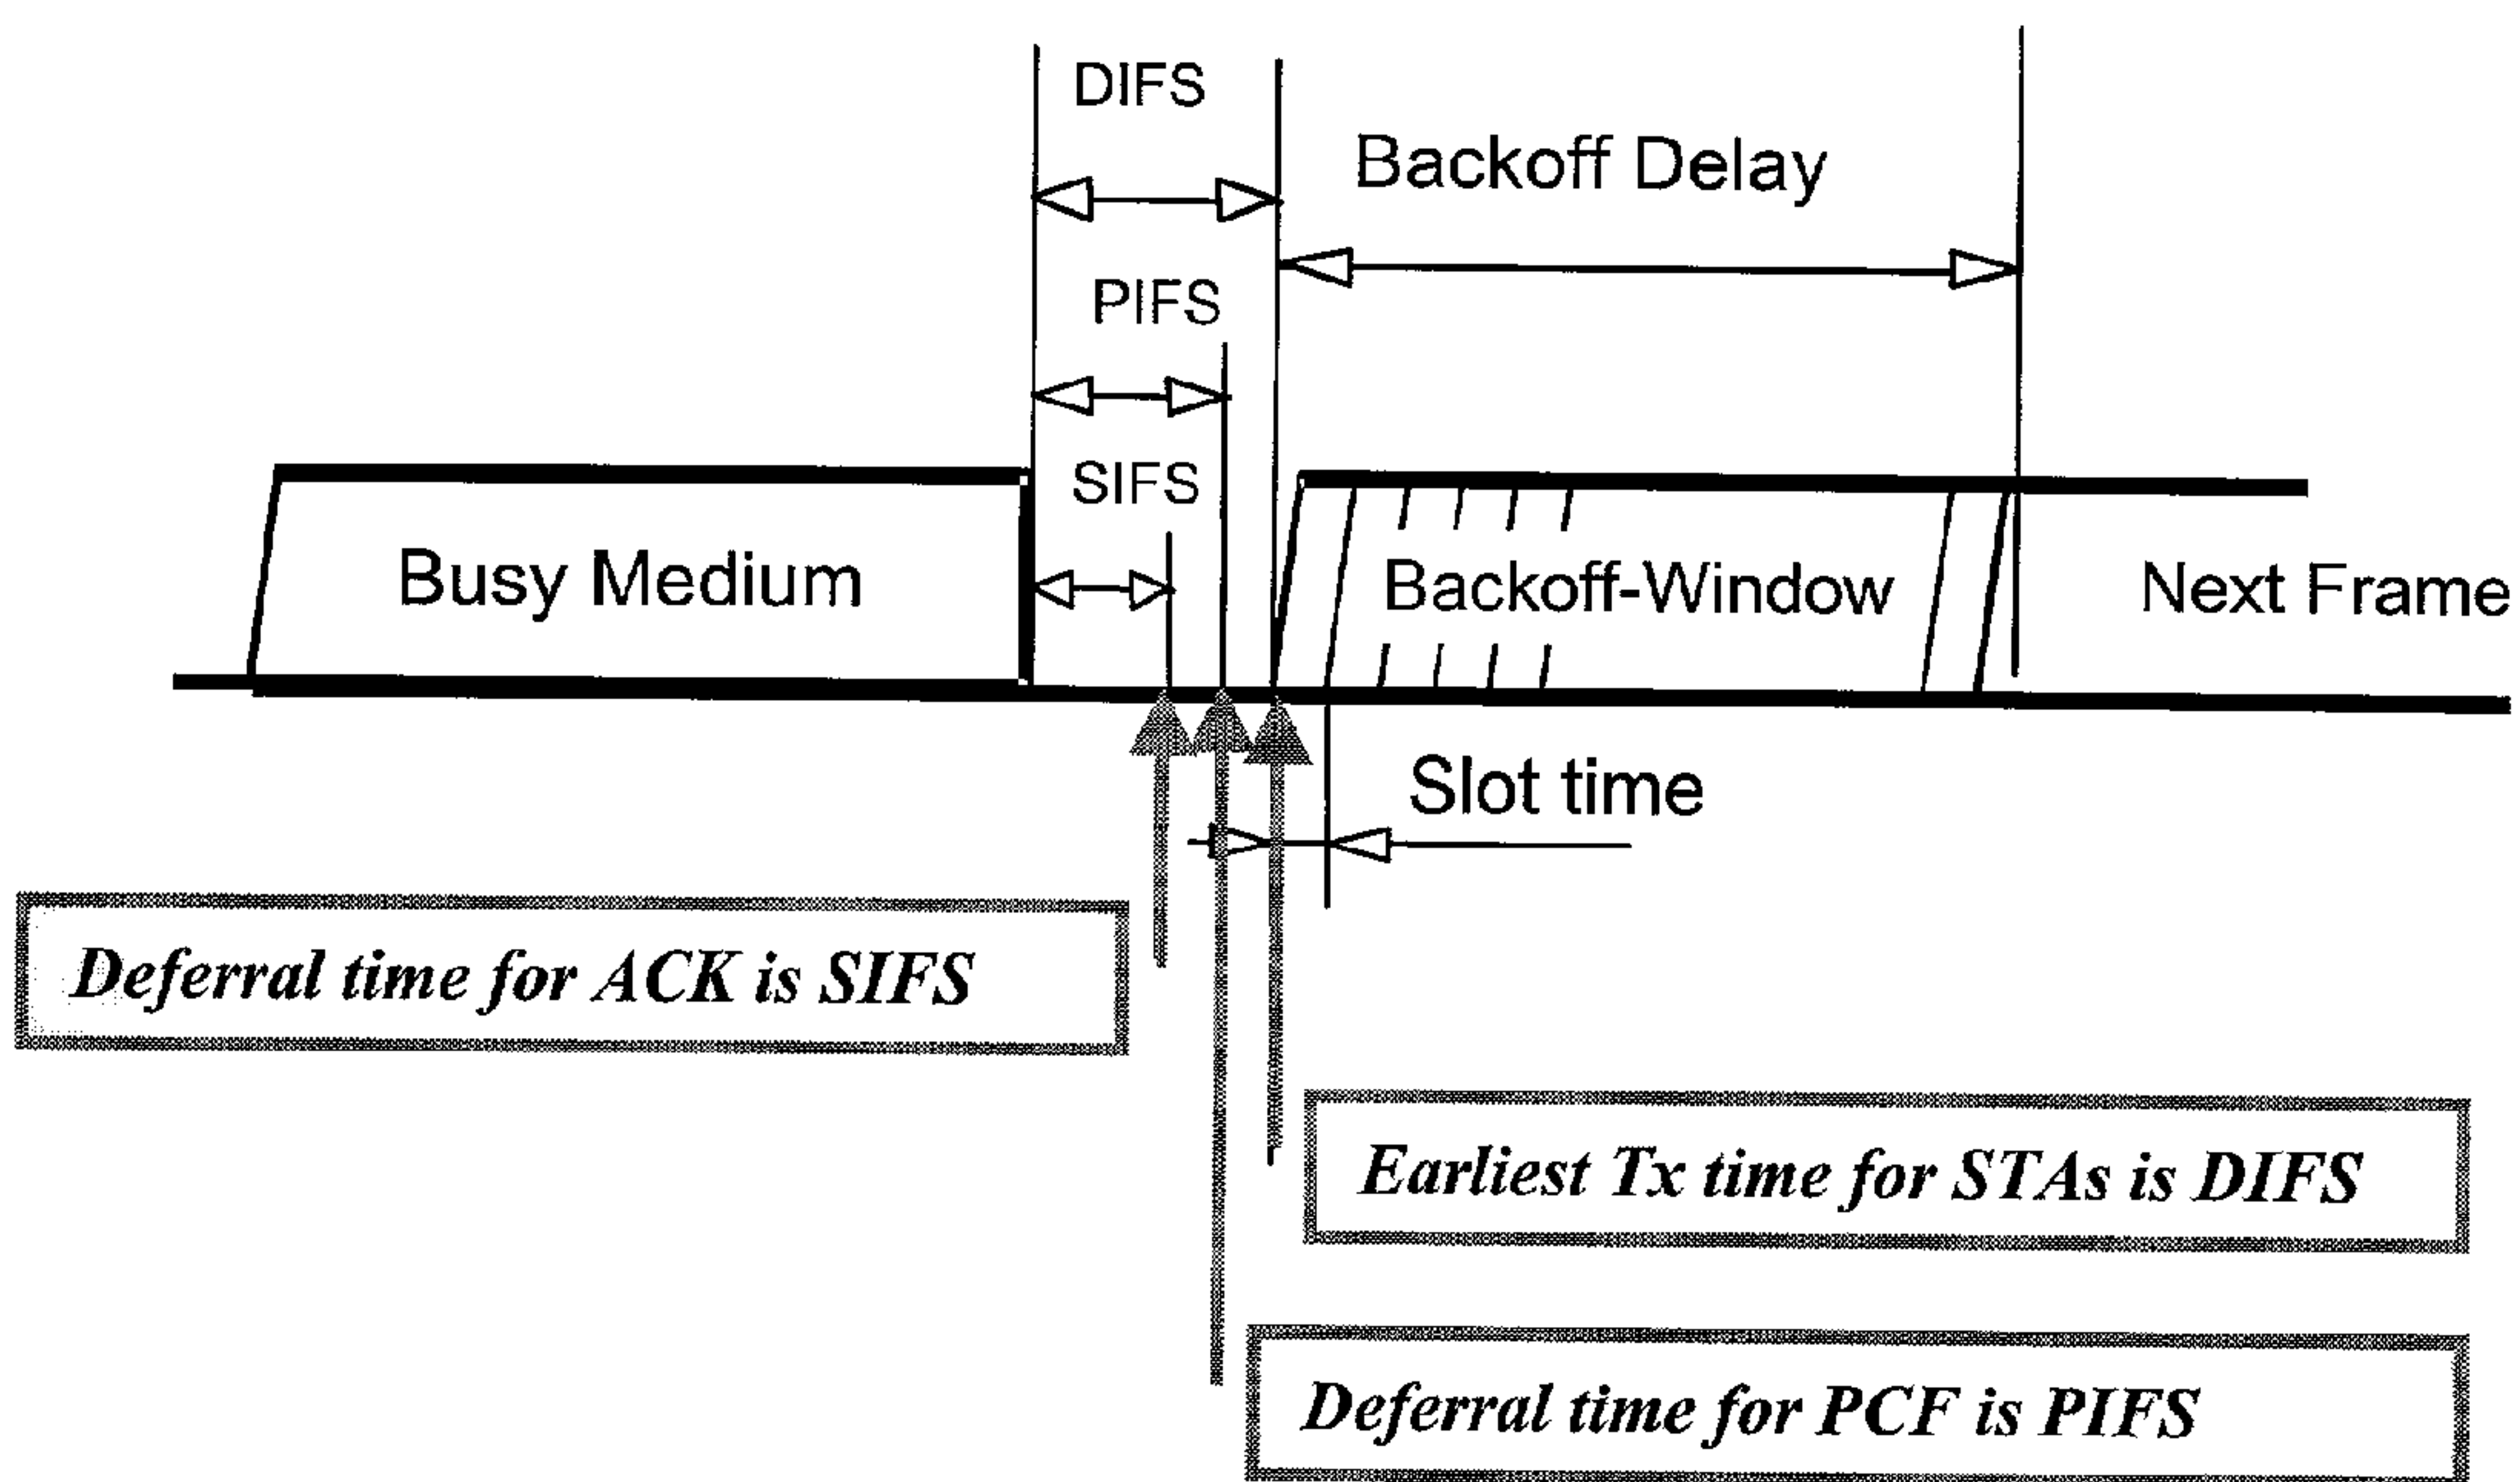 DIFS
Backoff Delay
PIFS
SIFS
Busy Medium
Backoff-Window
Next Frame
Slot time
Deferral time for ACK is SIFS
Earliest Tx time for STAs is DIFS
Deferral time for PCF is PIFS